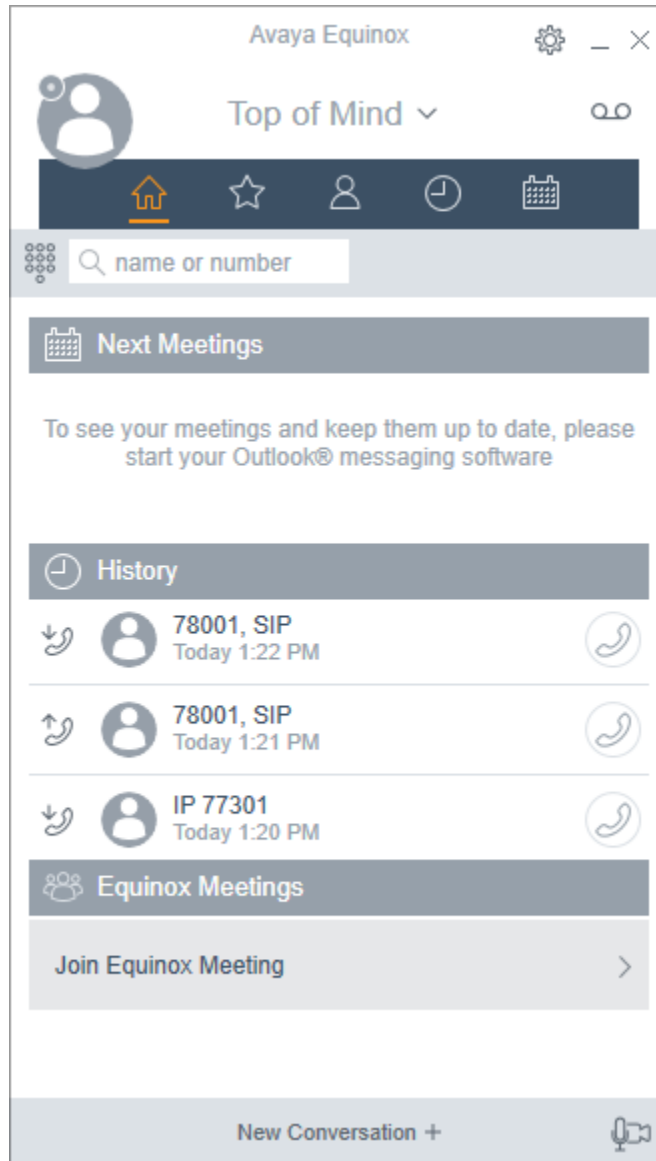 Avaya Equinox
Top of Mind
name or number
Next Meetings
To see your meetings and keep them up to date, please
start your Outlook® messaging software
History
78001, SIP
Today 1:22 PM
78001, SIP
Today 1:21 PM
IP 77301
Today 1:20 PM
Equinox Meetings
Join Equinox Meeting
New Conversation +